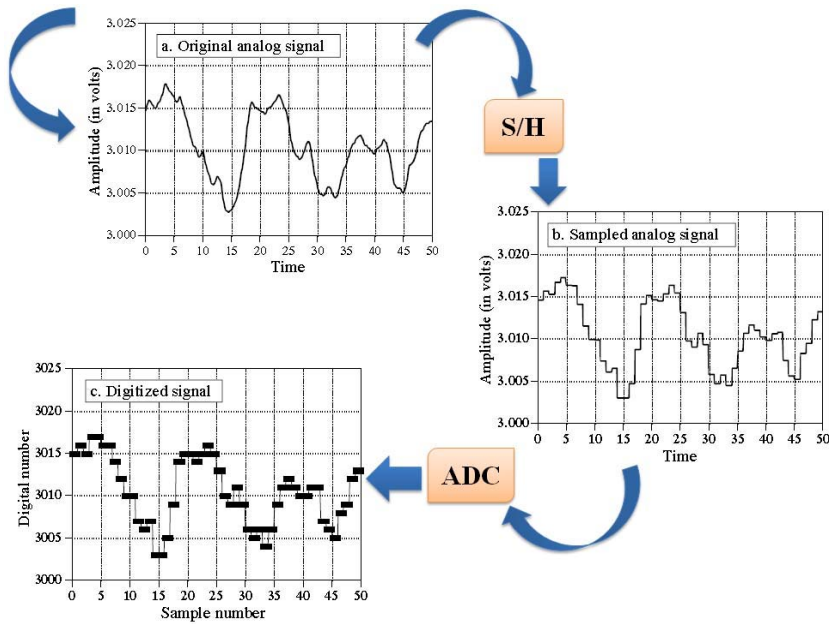 a. Original analog signal
Amplitude (in volts)
3.025
3.020
3.015
3.010
3.005
3.000
0 5 10 15 20 25 30 35 40 45 50
Time
S/H
b. Sampled analog signal
Amplitude (in volts)
3.025
3.020
3.015
3.010
3.005
3.000
0 5 10 15 20 25 30 35 40 45 50
Time
ADC
c. Digitized signal
Digital number
3025
3020
3015
3010
3005
3000
0 5 10 15 20 25 30 35 40 45 50
Sample number